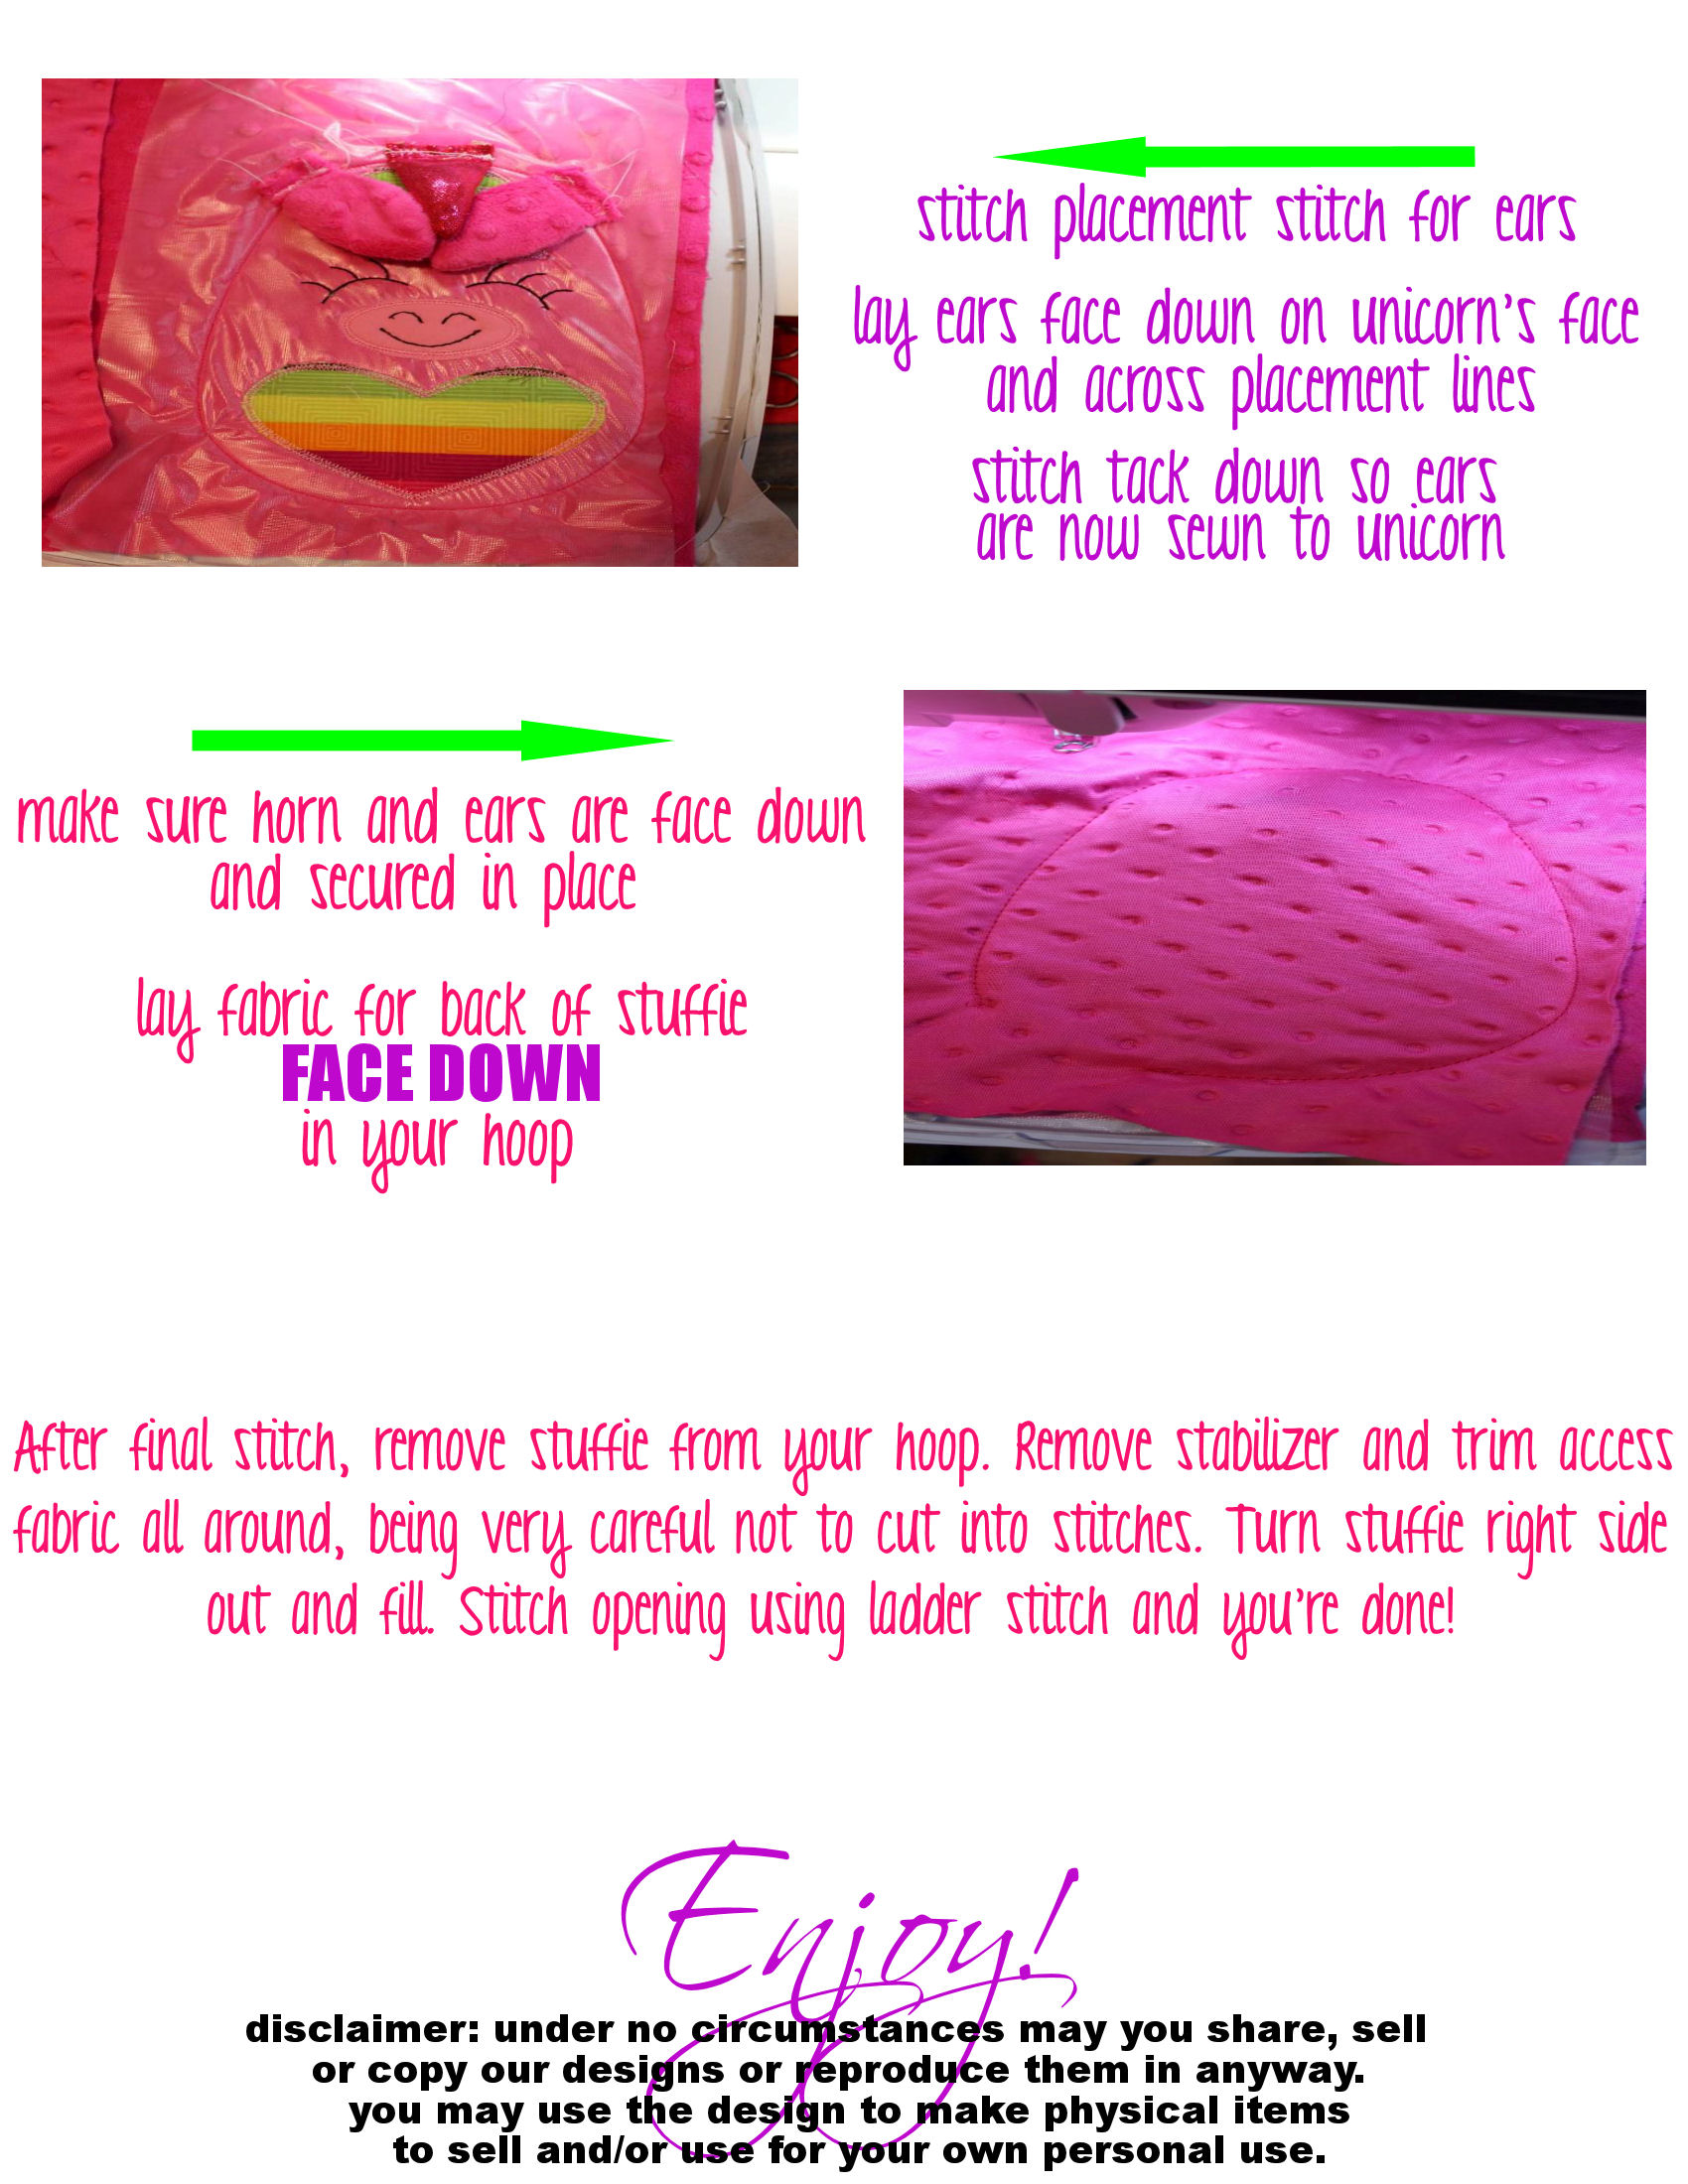 stitch placement stitch for ears
lay ears face down on unicorn's face
and across placement lines
stitch tack down so ears
are now sewn to unicorn
make sure horn and ears are face down
and secured in place
lay fabric for back of stuffie
FACE DOWN
in your hoop
After final stitch, remove stuffie from your hoop. Remove stabilizer and trim access
fabric all around, being very careful not to cut into stitches. Turn stuffie right side
out and fill. Stitch opening using ladder stitch and you're done!
Enjoy!
disclaimer: under no circumstances may you share, sell
or copy our designs or reproduce them in anyway.
you may use the design to make physical items
to sell and/or use for your own personal use.